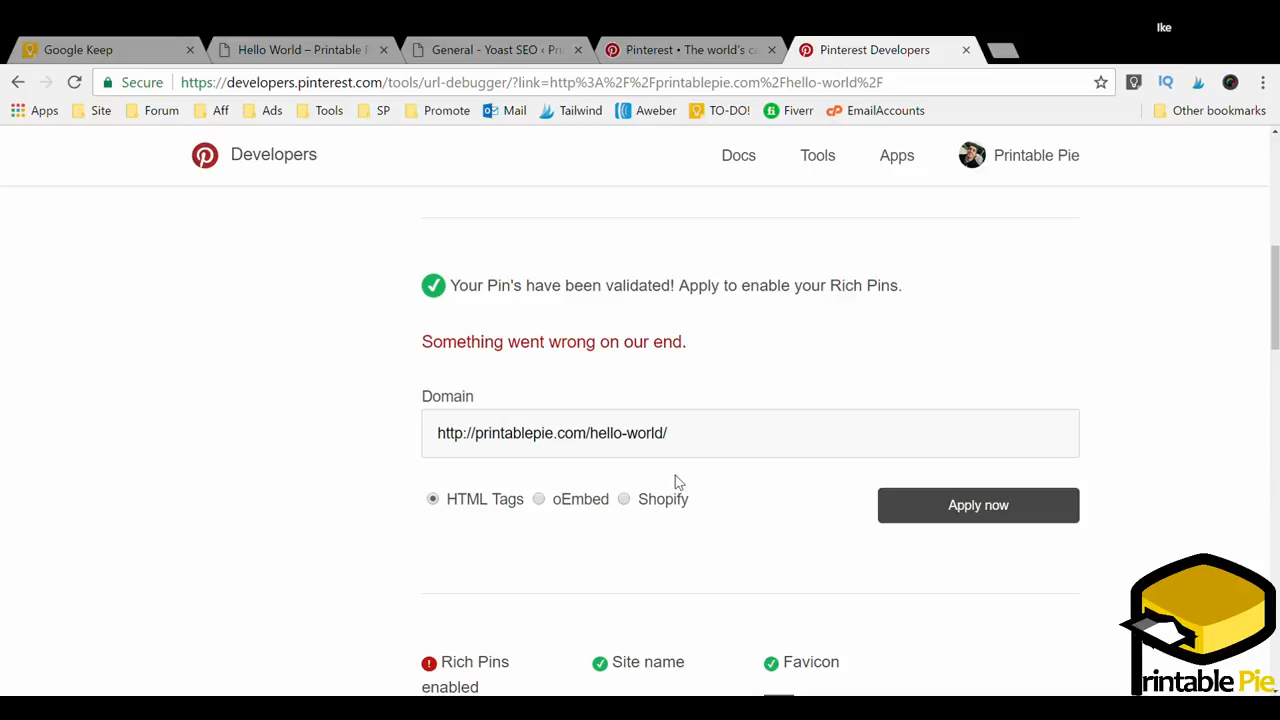 Ike
Google Keep
Hello World – Printable P
General - Yoast SEO ‹ Prin
Pinterest • The world's ca
Pinterest Developers
Secure
https://developers.pinterest.com/tools/url-debugger/?link=http%3A%2F%2Fprintablepie.com%2Fhello-world%2F
IQ
Apps
Site
Forum
Aff
Ads
Tools
SP
Promote
Mail
Tailwind
Aweber
TO-DO!
Fiverr
EmailAccounts
Other bookmarks
Developers
Docs
Tools
Apps
Printable Pie
Your Pin's have been validated! Apply to enable your Rich Pins.
Something went wrong on our end.
Domain
http://printablepie.com/hello-world/
HTML Tags
oEmbed
Shopify
Apply now
Rich Pins
enabled
Site name
Favicon
Printable Pie